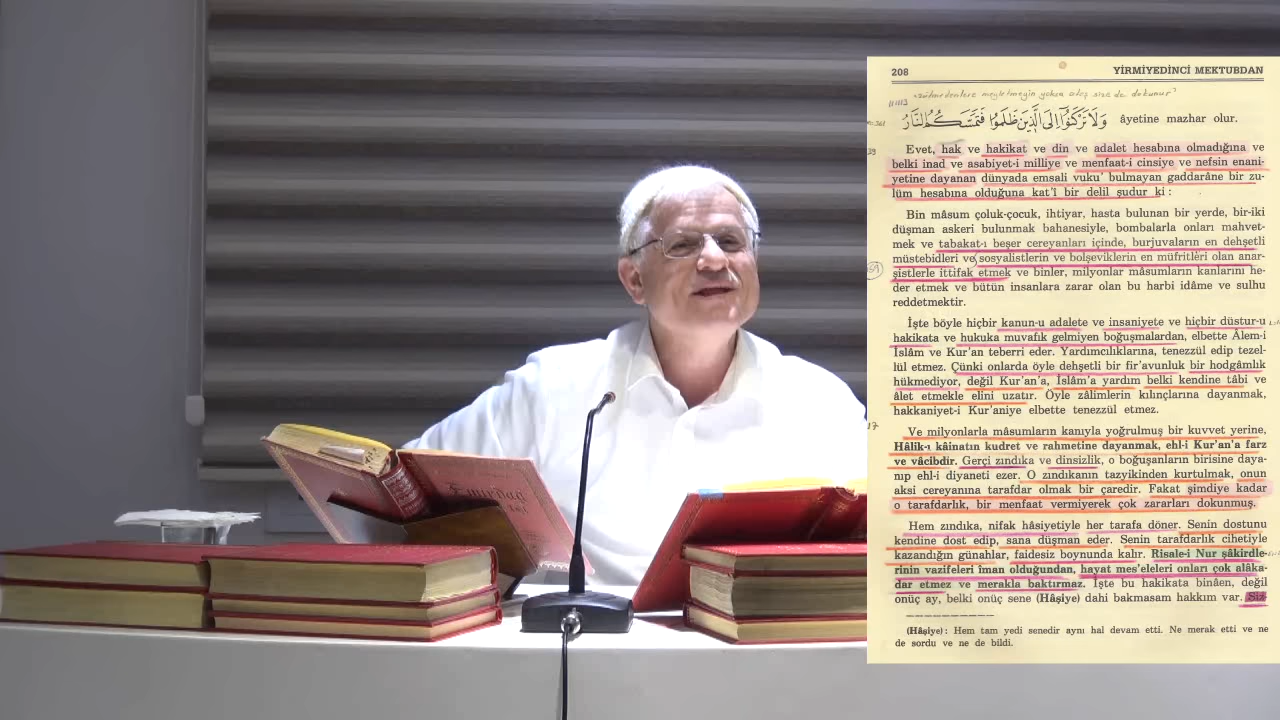 208 YİRMİYEDİNCİ MEKTUBDAN
«zulmedenlere meyletmeyin yoksa ateş size de dokunur»
وَلَا تَرْكَنُٓوا اِلَى الَّذ۪ينَ ظَلَمُوا فَتَمَسَّكُمُ النَّارُ âyetine mazhar olur.
Evet, hak ve hakikat ve din ve adalet hesabına olmadığına ve
belki inad ve asabiyet-i milliye ve menfaat-i cinsiye ve nefsin enani-
yetine dayanan dünyada emsali vuku' bulmayan gaddarâne bir zu-
lüm hesabına olduğuna kat'î bir delil şudur ki :
Bin mâsum çoluk-çocuk, ihtiyar, hasta bulunan bir yerde, bir-iki
düşman askeri bulunmak bahanesiyle, bombalarla onları mahvet-
mek ve tabakat-ı beşer cereyanları içinde, burjuvaların en dehşetli
müstebidleri ve sosyalistlerin ve bolşeviklerin en müfritleri olan anar-
şistlerle ittifak etmek ve binler, milyonlar mâsumların kanlarını he-
der etmek ve bütün insanlara zarar olan bu harbi idâme ve sulhu
reddetmektir.
İşte böyle hiçbir kanun-u adalete ve insaniyete ve hiçbir düstur-u
hakikata ve hukuka muvafık gelmiyen boğuşmalardan, elbette Âlem-i
İslâm ve Kur'an teberri eder. Yardımcılıklarına, tenezzül edip tezel-
lül etmez. Çünki onlarda öyle dehşetli bir fir'avunluk bir hodgâmlık
hükmediyor, değil Kur'an'a, İslâm'a yardım belki kendine tâbi ve
âlet etmekle elini uzatır. Öyle zâlimlerin kılınçlarına dayanmak,
hakkaniyet-i Kur'aniye elbette tenezzül etmez.
Ve milyonlarla mâsumların kanıyla yoğrulmuş bir kuvvet yerine,
Hâlik-ı kâinatın kudret ve rahmetine dayanmak, ehl-i Kur'an'a farz
ve vâcibdir. Gerçi zındıka ve dinsizlik, o boğuşanların birisine daya-
nıp ehl-i diyaneti ezer. O zındıkanın tazyikinden kurtulmak, onun
aksi cereyanına tarafdar olmak bir çaredir. Fakat şimdiye kadar
o tarafdarlık, bir menfaat vermiyerek çok zararları dokunmuş.
Hem zındıka, nifak hâsiyetiyle her tarafa döner. Senin dostunu
kendine dost edip, sana düşman eder. Senin tarafdarlık cihetiyle
kazandığın günahlar, faidesiz boynunda kalır. Risale-i Nur şâkirdle-
rinin vazifeleri îman olduğundan, hayat mes'eleleri onları çok alâka-
dar etmez ve merakla baktırmaz. İşte bu hakikata binâen, değil
onüç ay, belki onüç sene (Hâşiye) dahi bakmasam hakkım var. Siz
(Hâşiye) : Hem tam yedi senedir aynı hal devam etti. Ne merak etti ve ne
de sordu ve ne de bildi.